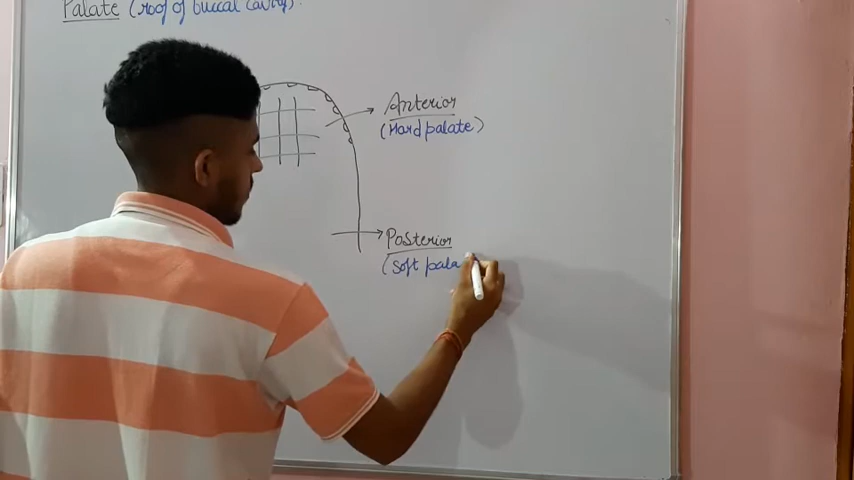 Palate (roof of buccal cavity).
Anterior
(Hard palate)
Posterior
(Soft pala